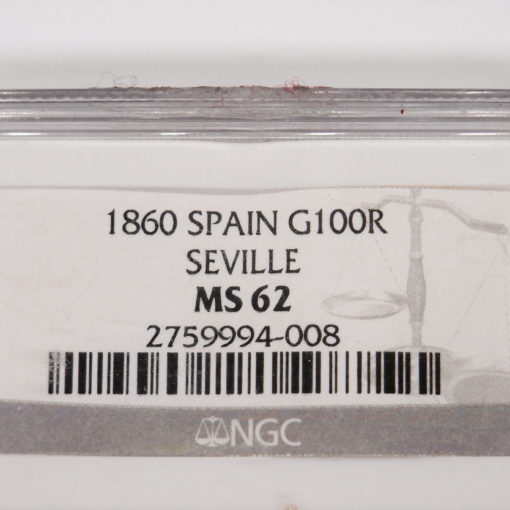 1860 SPAIN G100R
SEVILLE
MS 62
2759994-008
NGC